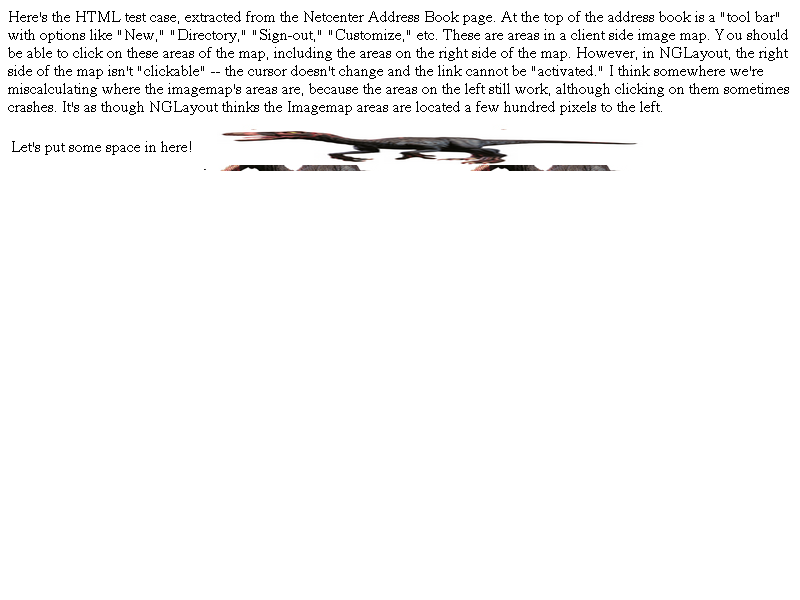 Here's the HTML test case, extracted from the Netcenter Address Book page. At the top of the address book is a "tool bar"
with options like "New," "Directory," "Sign-out," "Customize," etc. These are areas in a client side image map. You should
be able to click on these areas of the map, including the areas on the right side of the map. However, in NGLayout, the right
side of the map isn't "clickable" -- the cursor doesn't change and the link cannot be "activated." I think somewhere we're
miscalculating where the imagemap's areas are, because the areas on the left still work, although clicking on them sometimes
crashes. It's as though NGLayout thinks the Imagemap areas are located a few hundred pixels to the left.
Let's put some space in here!